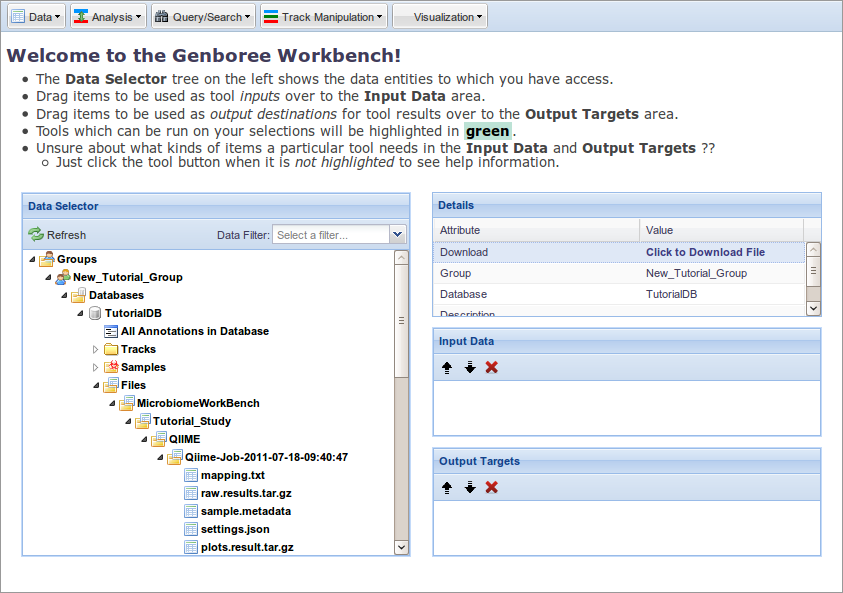 Data Analysis Query/Search Track Manipulation Visualization
Welcome to the Genboree Workbench!
The Data Selector tree on the left shows the data entities to which you have access.
Drag items to be used as tool inputs over to the Input Data area.
Drag items to be used as output destinations for tool results over to the Output Targets area.
Tools which can be run on your selections will be highlighted in green.
Unsure about what kinds of items a particular tool needs in the Input Data and Output Targets ??
Just click the tool button when it is not highlighted to see help information.
Data Selector
Refresh Data Filter: Select a filter...
Groups
New_Tutorial_Group
Databases
TutorialDB
All Annotations in Database
Tracks
Samples
Files
MicrobiomeWorkBench
Tutorial_Study
QIIME
Qiime-Job-2011-07-18-09:40:47
mapping.txt
raw.results.tar.gz
sample.metadata
settings.json
plots.result.tar.gz
Details
Attribute Value
Download Click to Download File
Group New_Tutorial_Group
Database TutorialDB
Description
Input Data
Output Targets